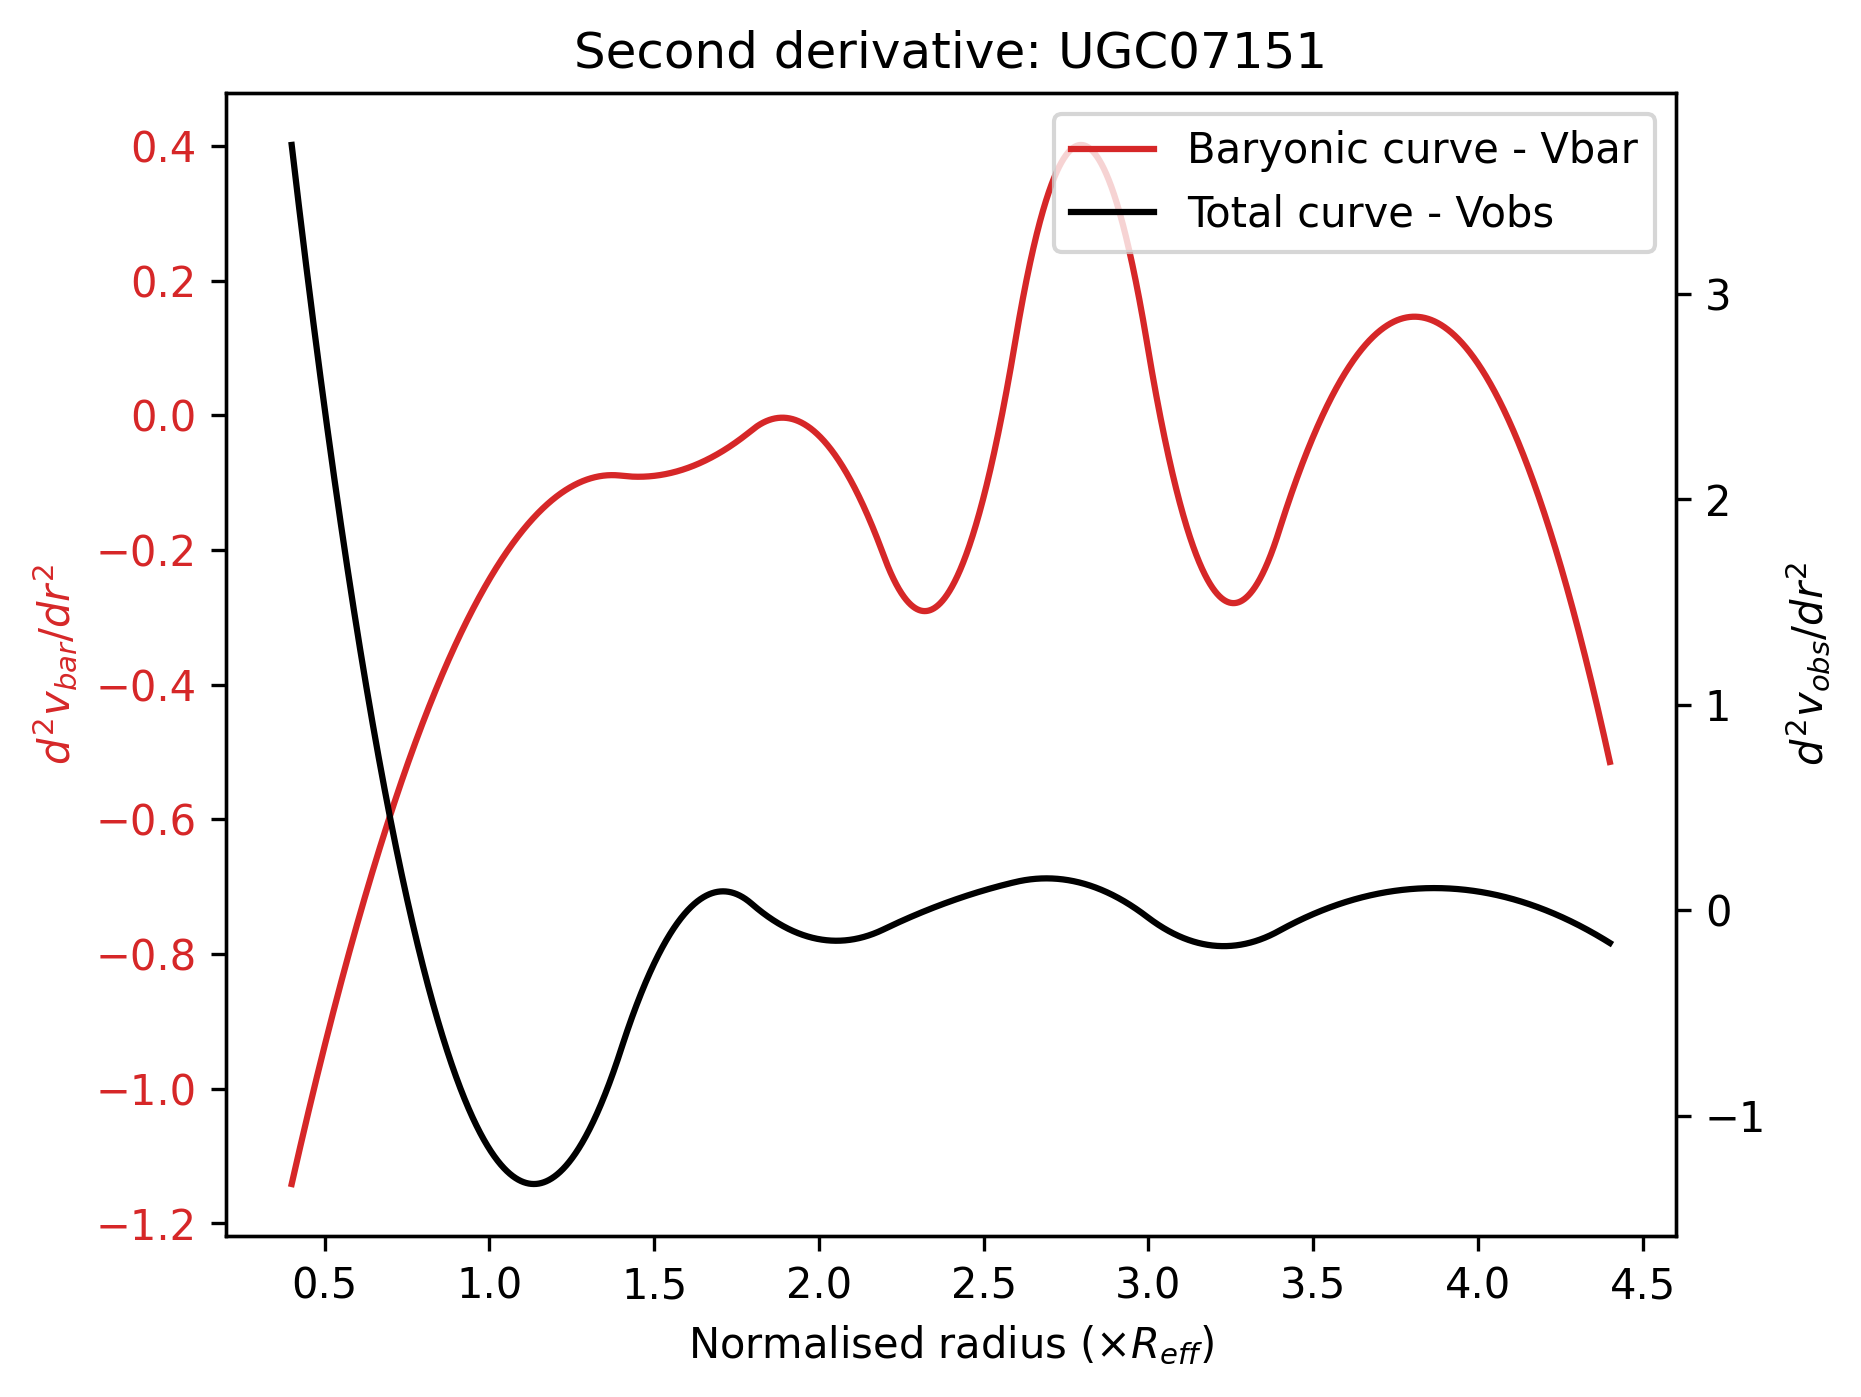 Second derivative: UGC07151
Baryonic curve - Vbar
Total curve - Vobs
0.4
0.2
0.0
−0.2
−0.4
−0.6
−0.8
−1.0
−1.2
d²v_bar/dr²
3
2
1
0
−1
d²v_obs/dr²
0.5 1.0 1.5 2.0 2.5 3.0 3.5 4.0 4.5
Normalised radius (×R_eff)